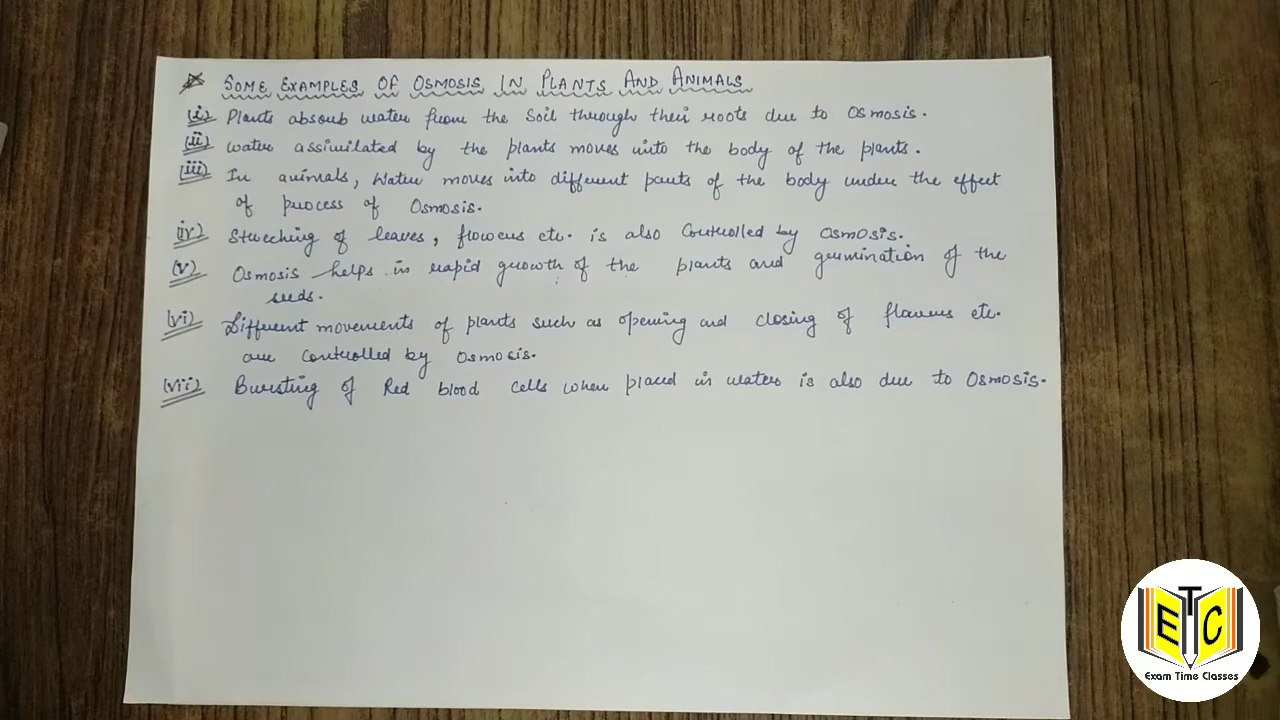 SOME EXAMPLES OF OSMOSIS IN PLANTS AND ANIMALS
(i) Plants absorb water from the Soil through their roots due to Osmosis.
(ii) water assimilated by the plants moves into the body of the plants.
(iii) In animals, Water moves into different parts of the body under the effect
of process of Osmosis.
(iv) Streching of leaves, flowers etc. is also Controlled by Osmosis.
(v) Osmosis helps in rapid growth of the plants and germination of the
seeds.
(vi) Different movements of plants such as opening and closing of flowers etc.
are controlled by Osmosis.
(vii) Bursting of Red blood cells when placed in water is also due to Osmosis.
ETC
Exam Time Classes